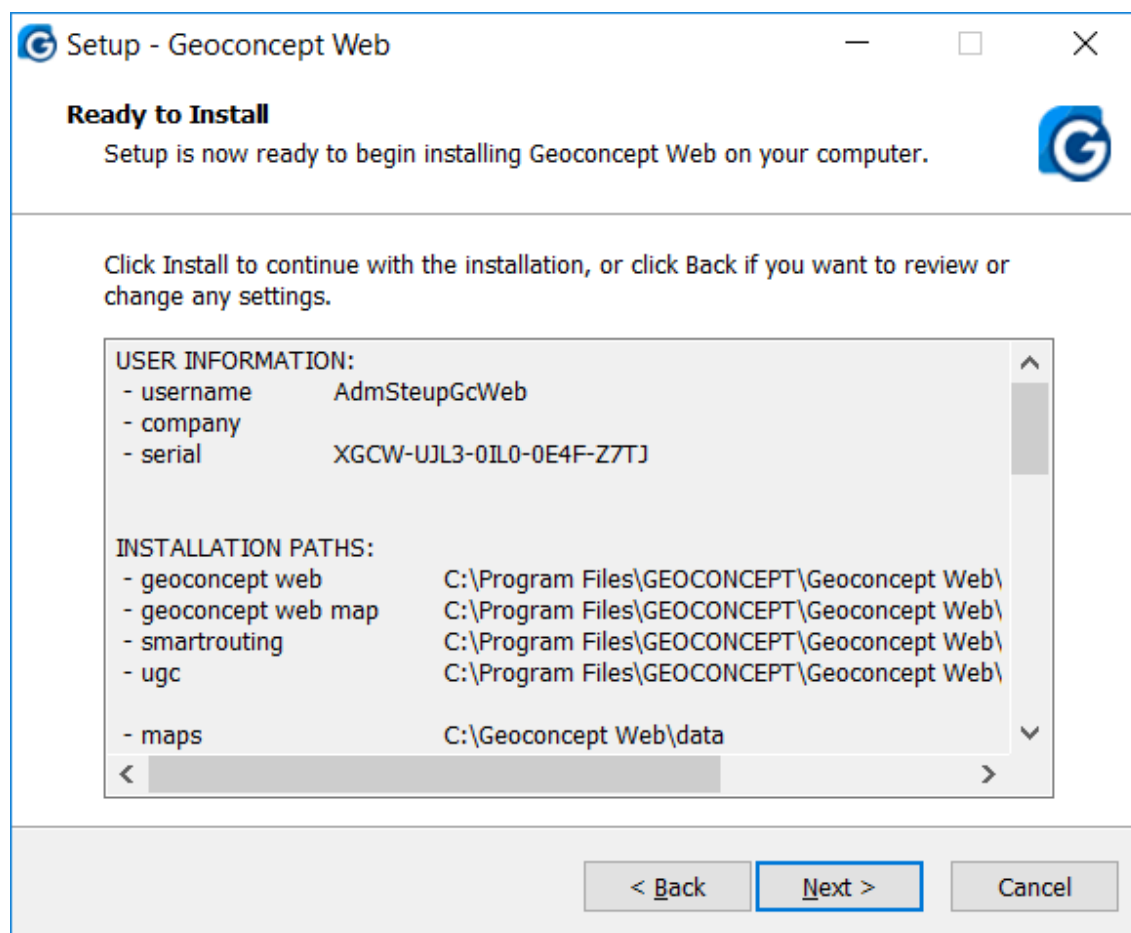 Setup - Geoconcept Web
Ready to Install
Setup is now ready to begin installing Geoconcept Web on your computer.
G
Click Install to continue with the installation, or click Back if you want to review or
change any settings.
USER INFORMATION:
- username AdmSteupGcWeb
- company
- serial XGCW-UJL3-0IL0-0E4F-Z7TJ
INSTALLATION PATHS:
- geoconcept web C:\Program Files\GEOCONCEPT\Geoconcept Web\
- geoconcept web map C:\Program Files\GEOCONCEPT\Geoconcept Web\
- smartrouting C:\Program Files\GEOCONCEPT\Geoconcept Web\
- ugc C:\Program Files\GEOCONCEPT\Geoconcept Web\
- maps C:\Geoconcept Web\data
< Back Next > Cancel